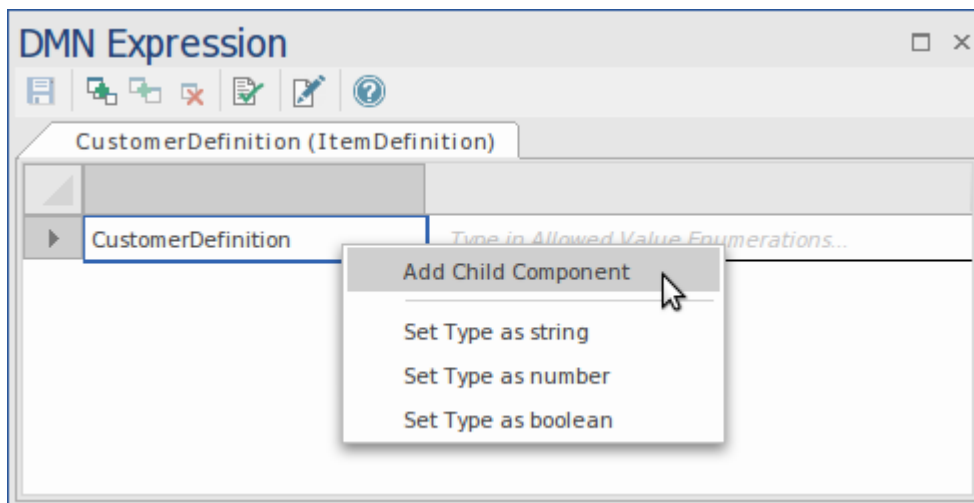 DMN Expression
CustomerDefinition (ItemDefinition)
CustomerDefinition
Type in Allowed Value Enumerations...
Add Child Component
Set Type as string
Set Type as number
Set Type as boolean